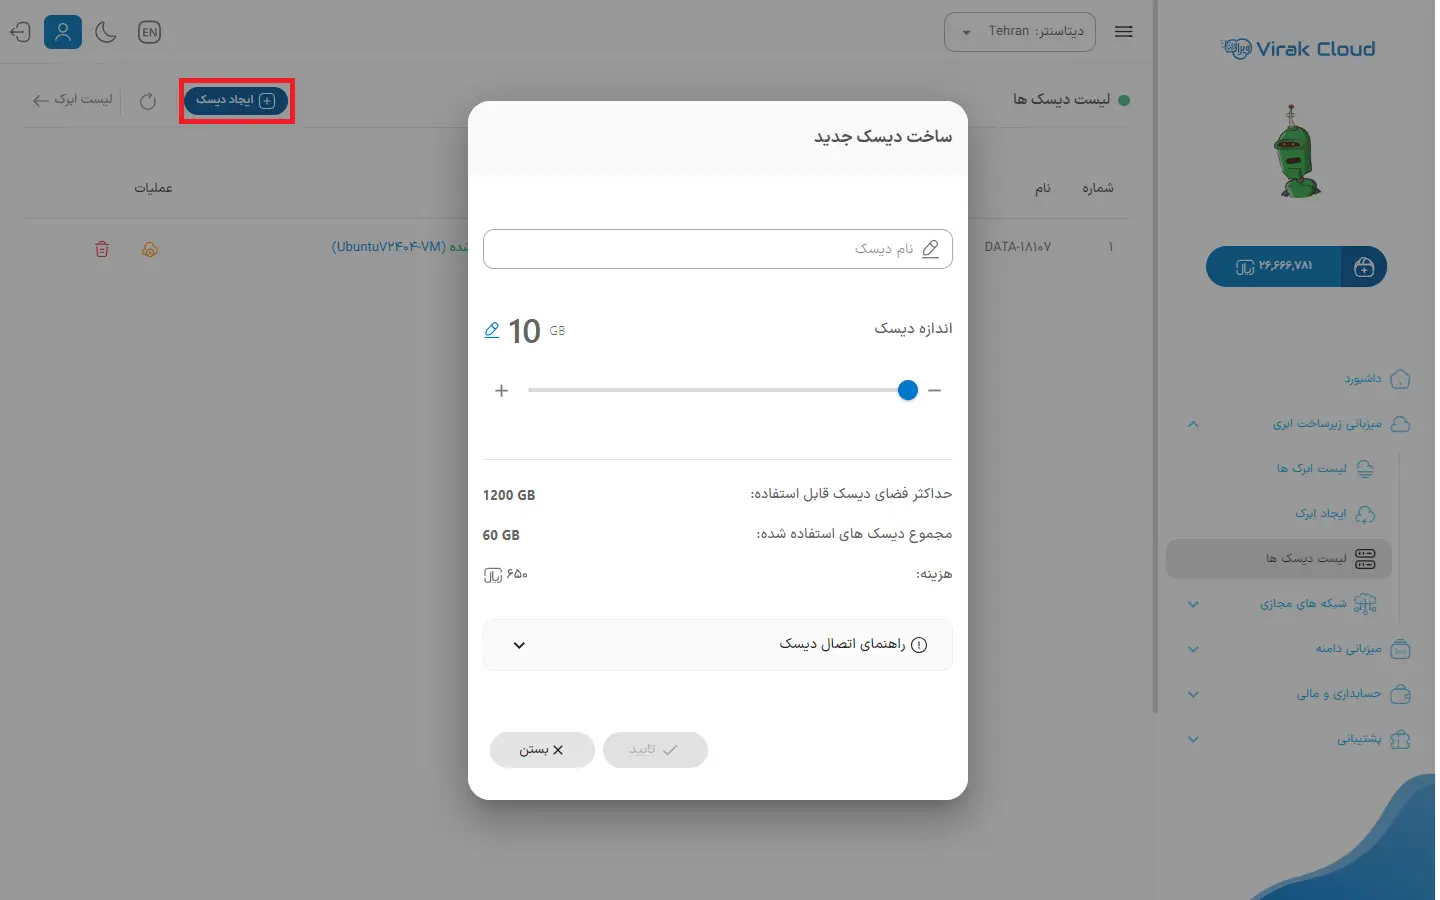 EN
دیتاسنتر: Tehran
Virak Cloud
لیست دیسک ها
ایجاد دیسک
لیست ابرک
شماره
نام
عملیات
۱
DATA-۱۸۱۰۷
شده (UbuntuV۲۴۰۴-VM)
ساخت دیسک جدید
نام دیسک
اندازه دیسک
10 GB
حداکثر فضای دیسک قابل استفاده:
1200 GB
مجموع دیسک های استفاده شده:
60 GB
هزینه:
۶۵۰ ریال
راهنمای اتصال دیسک
تایید
بستن
۲۶,۶۶۶,۷۸۱ ریال
داشبورد
میزبانی زیرساخت ابری
لیست ابرک ها
ایجاد ابرک
لیست دیسک ها
شبکه های مجازی
میزبانی دامنه
حسابداری و مالی
پشتیبانی